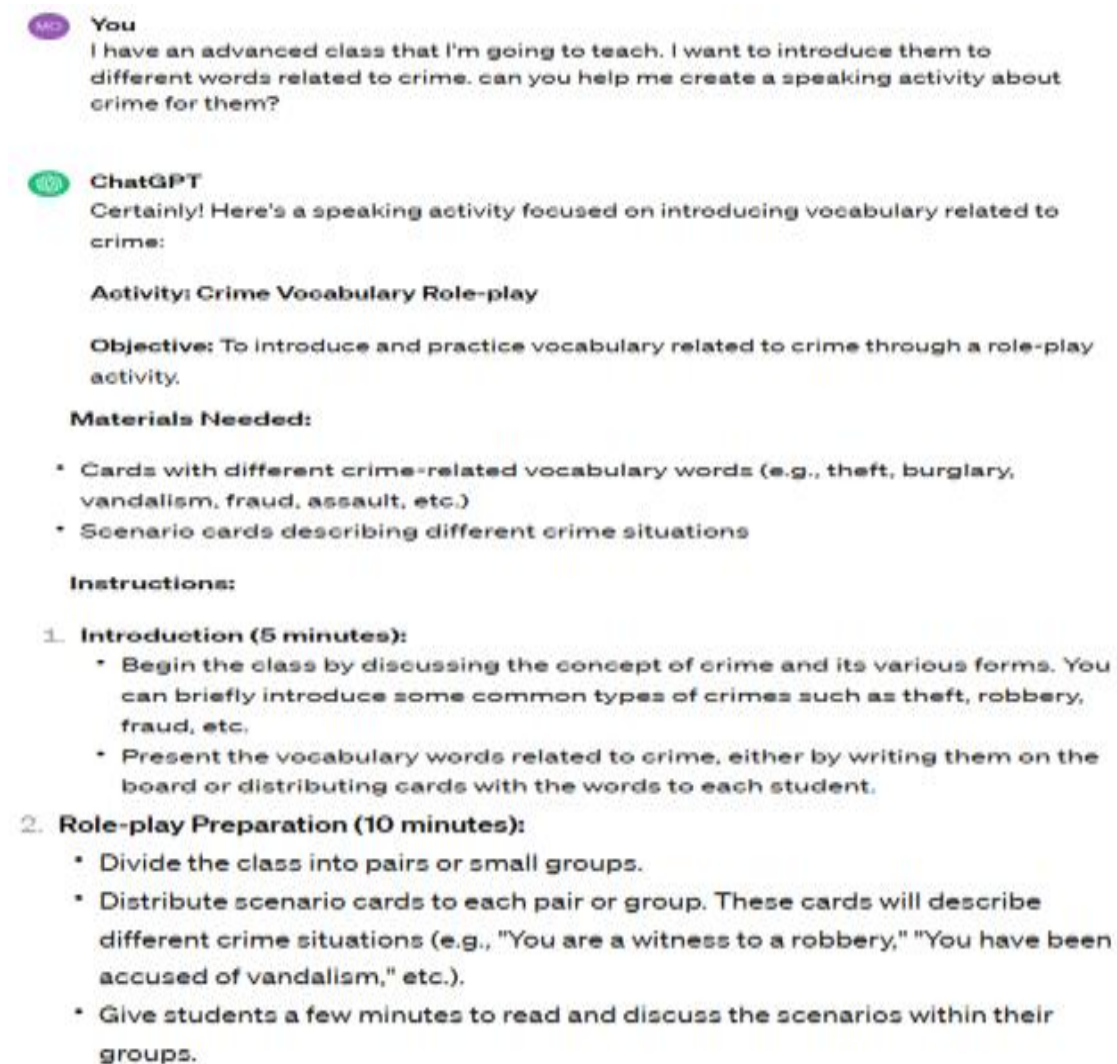 MO You
I have an advanced class that I'm going to teach. I want to introduce them to
different words related to crime. can you help me create a speaking activity about
crime for them?
ChatGPT
Certainly! Here's a speaking activity focused on introducing vocabulary related to
crime:
Activity: Crime Vocabulary Role-play
Objective: To introduce and practice vocabulary related to crime through a role-play
activity.
Materials Needed:
• Cards with different crime-related vocabulary words (e.g., theft, burglary,
vandalism, fraud, assault, etc.)
• Scenario cards describing different crime situations
Instructions:
1. Introduction (5 minutes):
• Begin the class by discussing the concept of crime and its various forms. You
can briefly introduce some common types of crimes such as theft, robbery,
fraud, etc.
• Present the vocabulary words related to crime, either by writing them on the
board or distributing cards with the words to each student.
2. Role-play Preparation (10 minutes):
• Divide the class into pairs or small groups.
• Distribute scenario cards to each pair or group. These cards will describe
different crime situations (e.g., "You are a witness to a robbery," "You have been
accused of vandalism," etc.).
• Give students a few minutes to read and discuss the scenarios within their
groups.